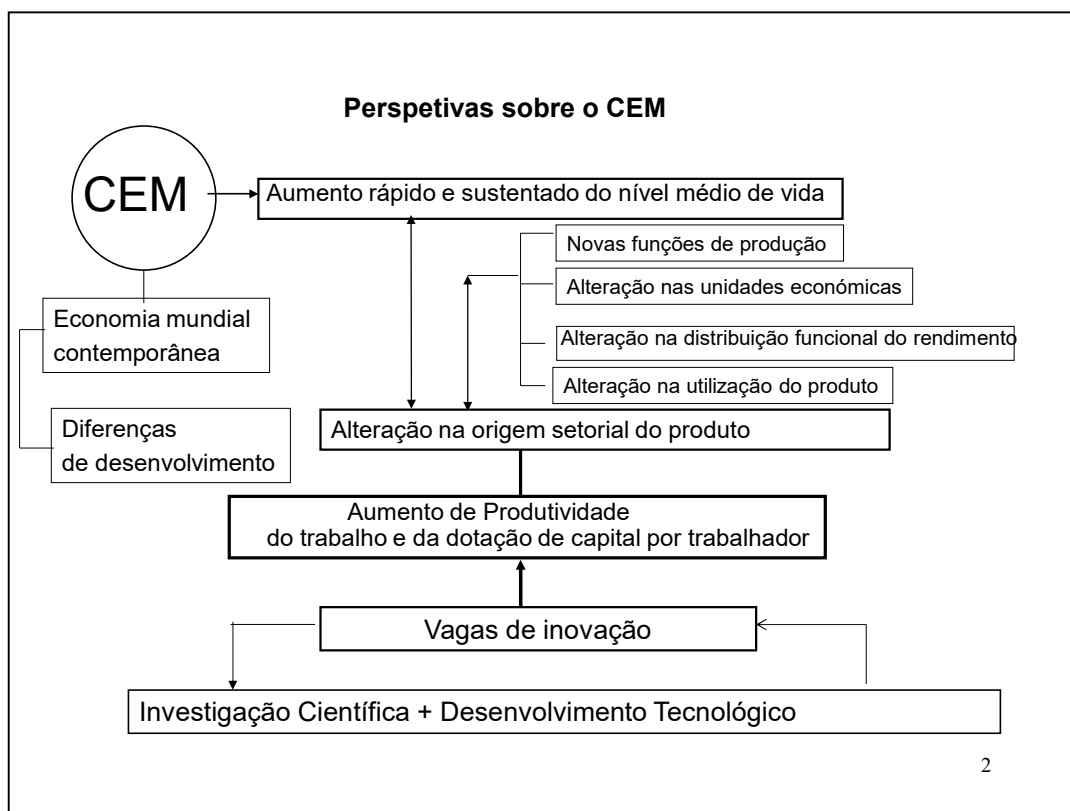 Perspetivas sobre o CEM
CEM
Aumento rápido e sustentado do nível médio de vida
Novas funções de produção
Alteração nas unidades económicas
Economia mundial
contemporânea
Alteração na distribuição funcional do rendimento
Alteração na utilização do produto
Diferenças
de desenvolvimento
Alteração na origem setorial do produto
Aumento de Produtividade
do trabalho e da dotação de capital por trabalhador
Vagas de inovação
Investigação Científica + Desenvolvimento Tecnológico
2